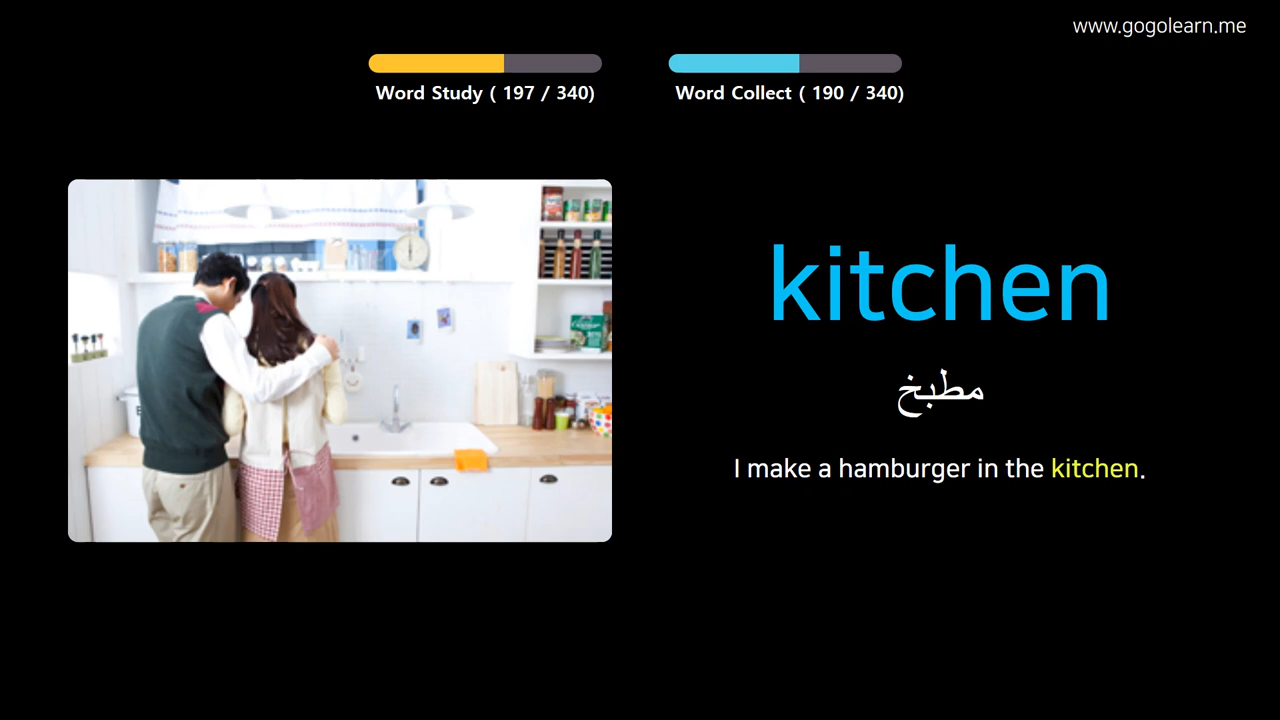 www.gogolearn.me
Word Study ( 197 / 340)
Word Collect ( 190 / 340)
kitchen
مطبخ
I make a hamburger in the kitchen.